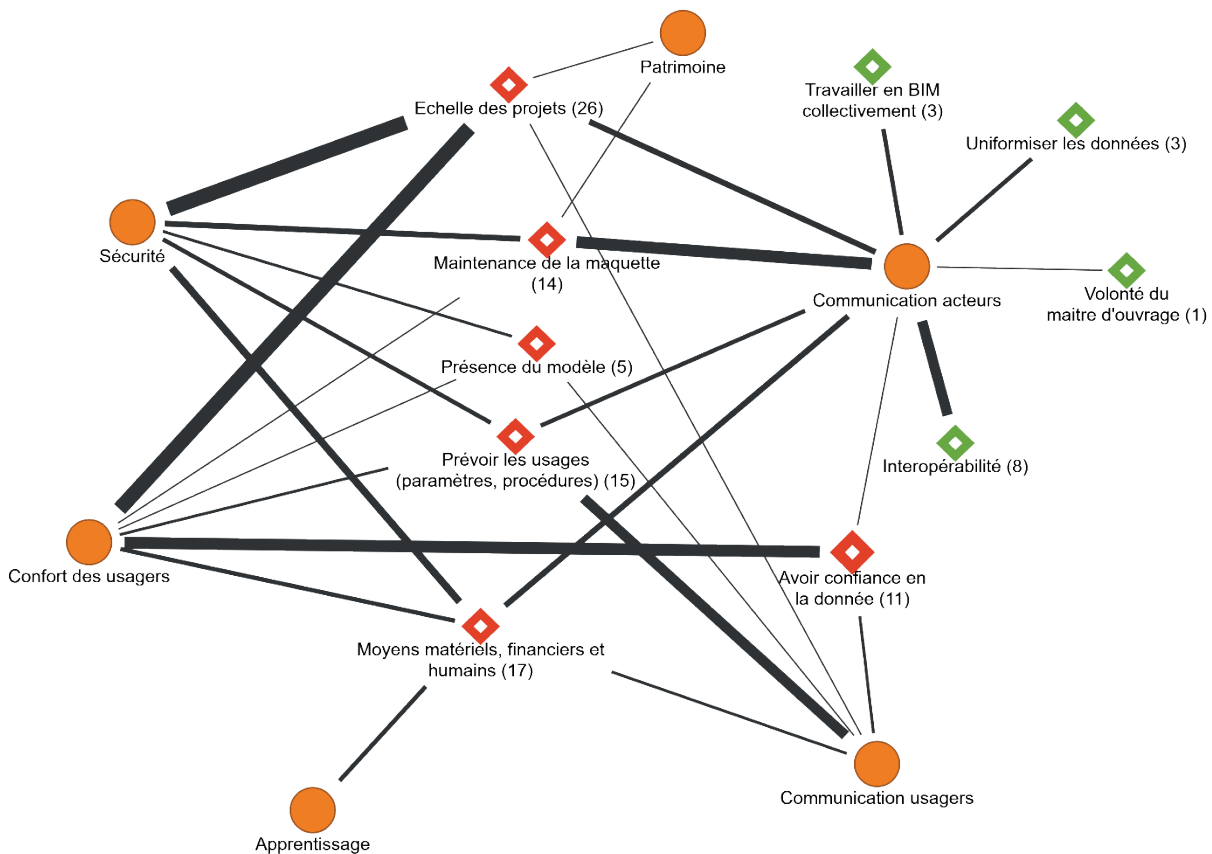 Patrimoine
Echelle des projets (26)
Travailler en BIM
collectivement (3)
Uniformiser les données (3)
Sécurité
Maintenance de la maquette
(14)
Communication acteurs
Volonté du
maitre d'ouvrage (1)
Présence du modèle (5)
Prévoir les usages
(paramètres, procédures) (15)
Interopérabilité (8)
Confort des usagers
Avoir confiance en
la donnée (11)
Moyens matériels, financiers et
humains (17)
Communication usagers
Apprentissage